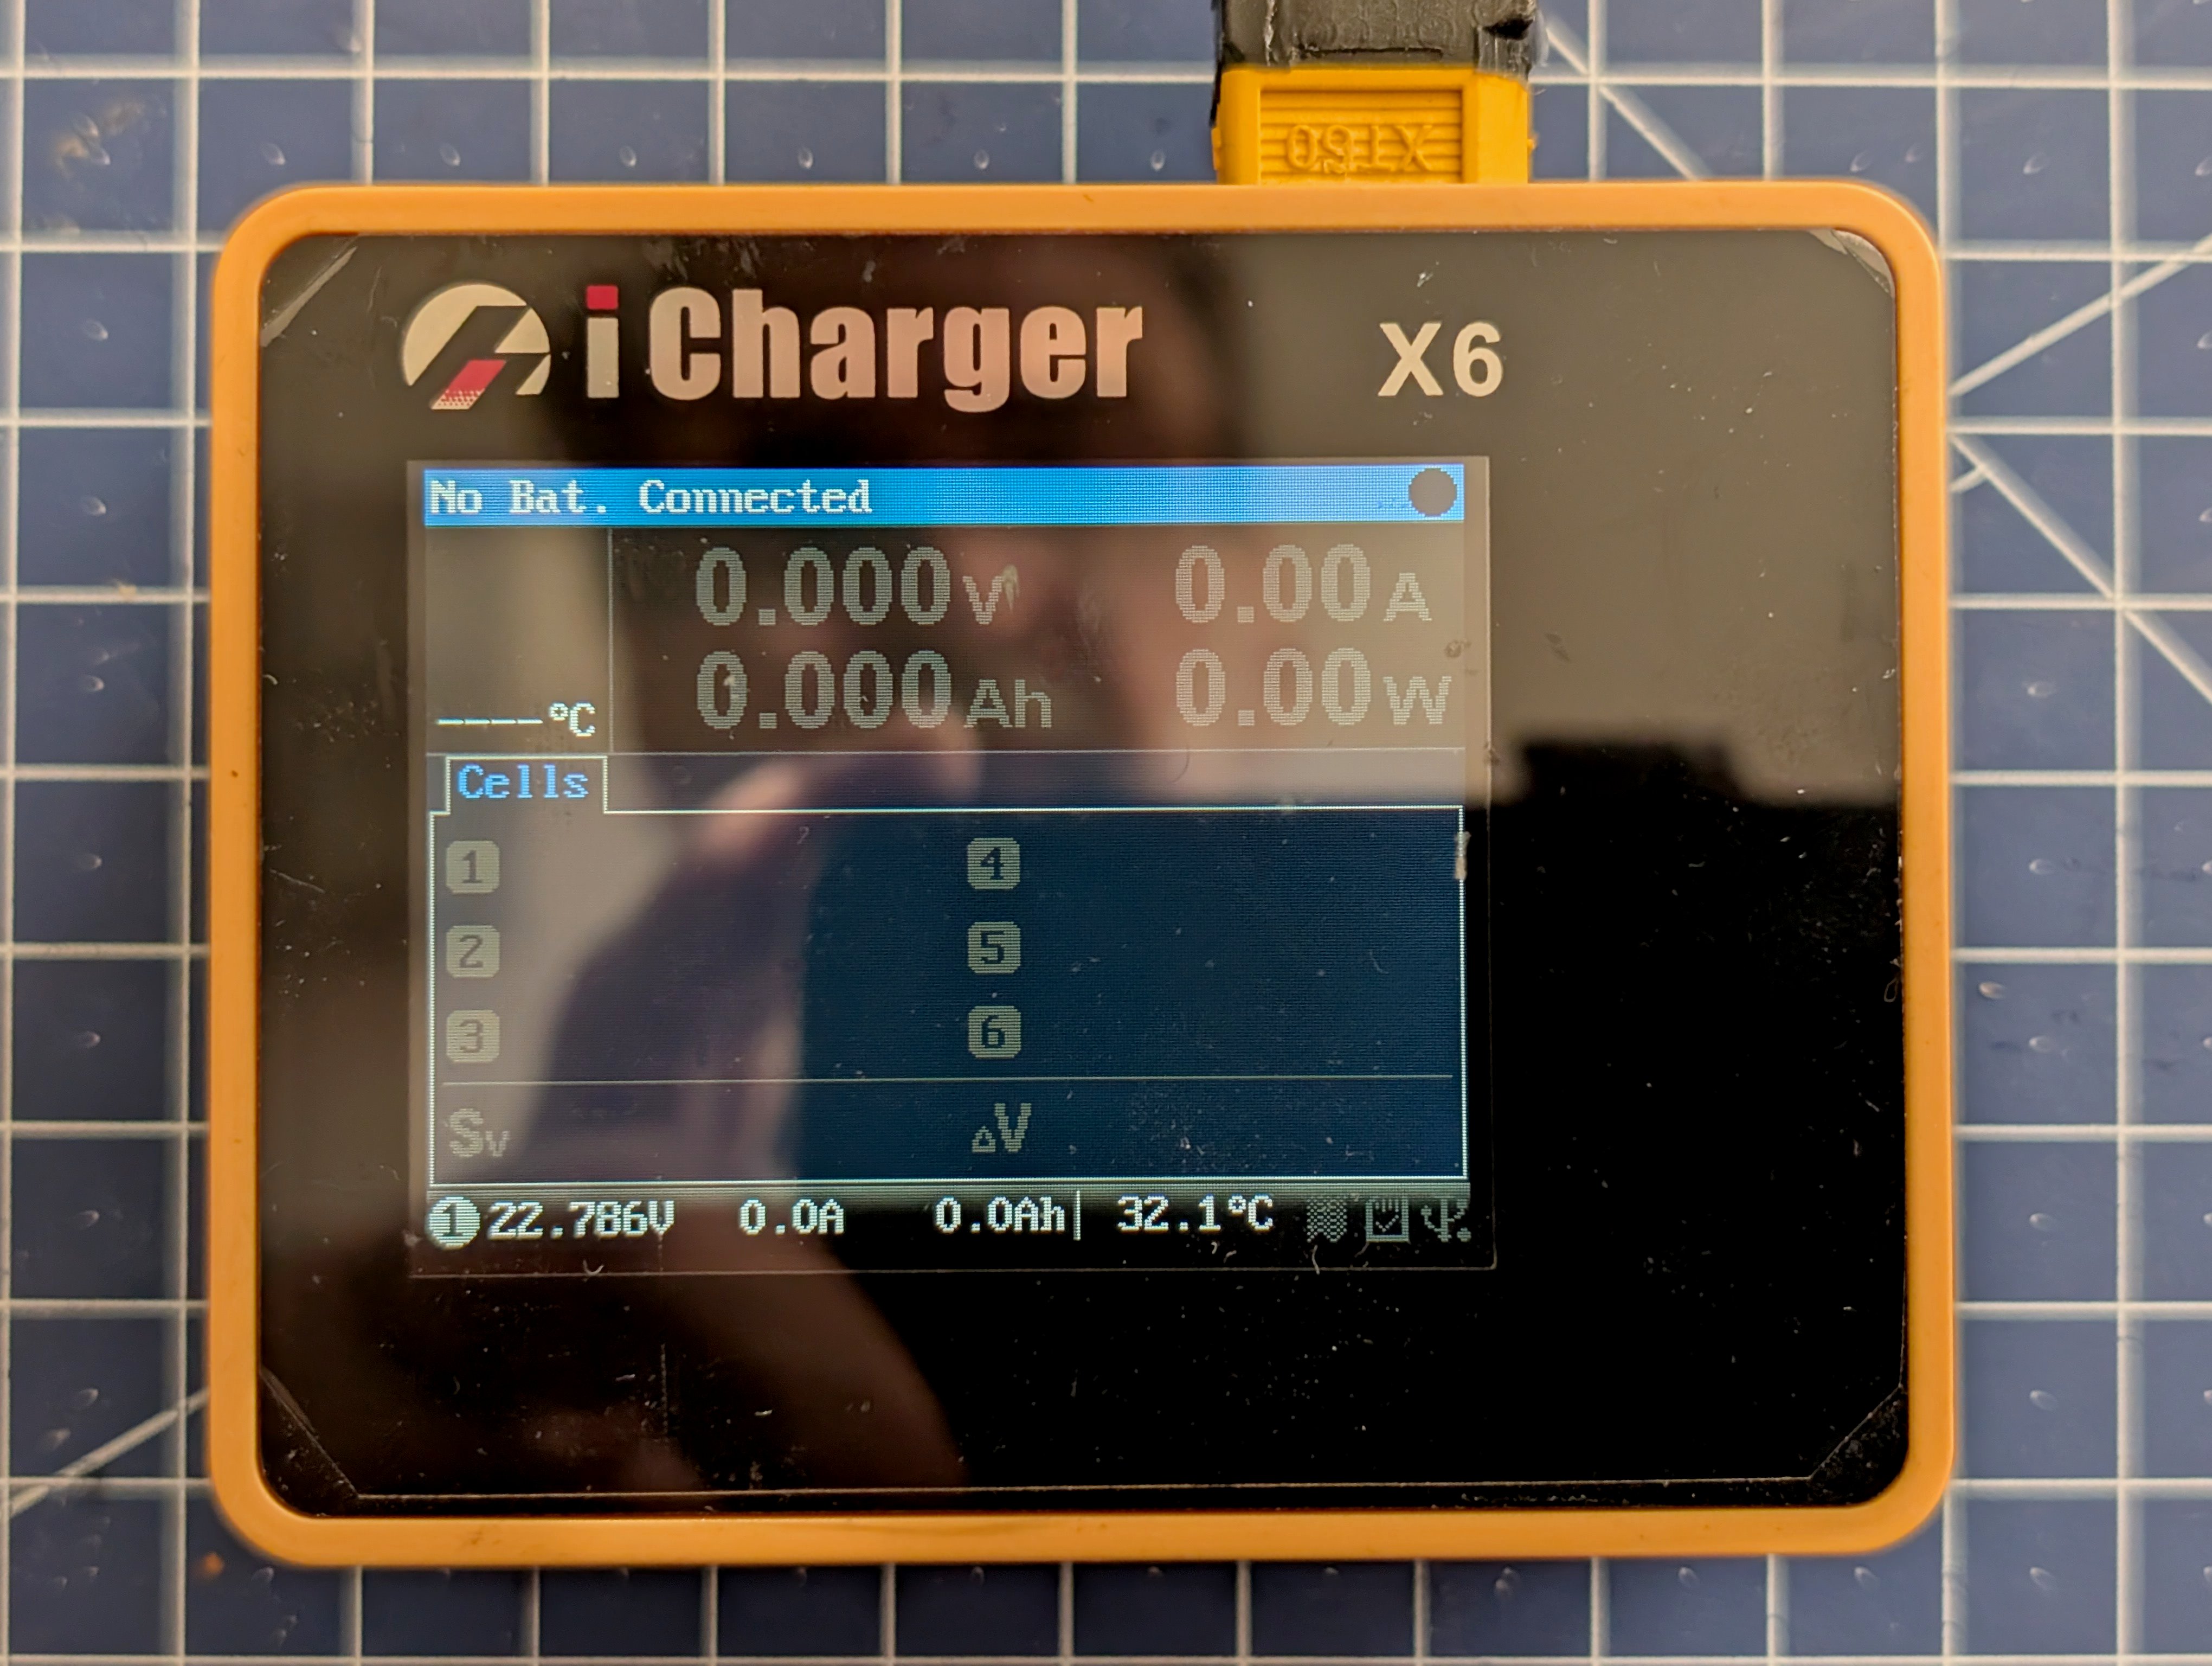 XT60
iCharger X6
No Bat. Connected
0.000V 0.00A
0.000Ah 0.00W
----°C
Cells
1 4
2 5
3 6
Sv ΔV
1 22.786V 0.0A 0.0Ah| 32.1°C